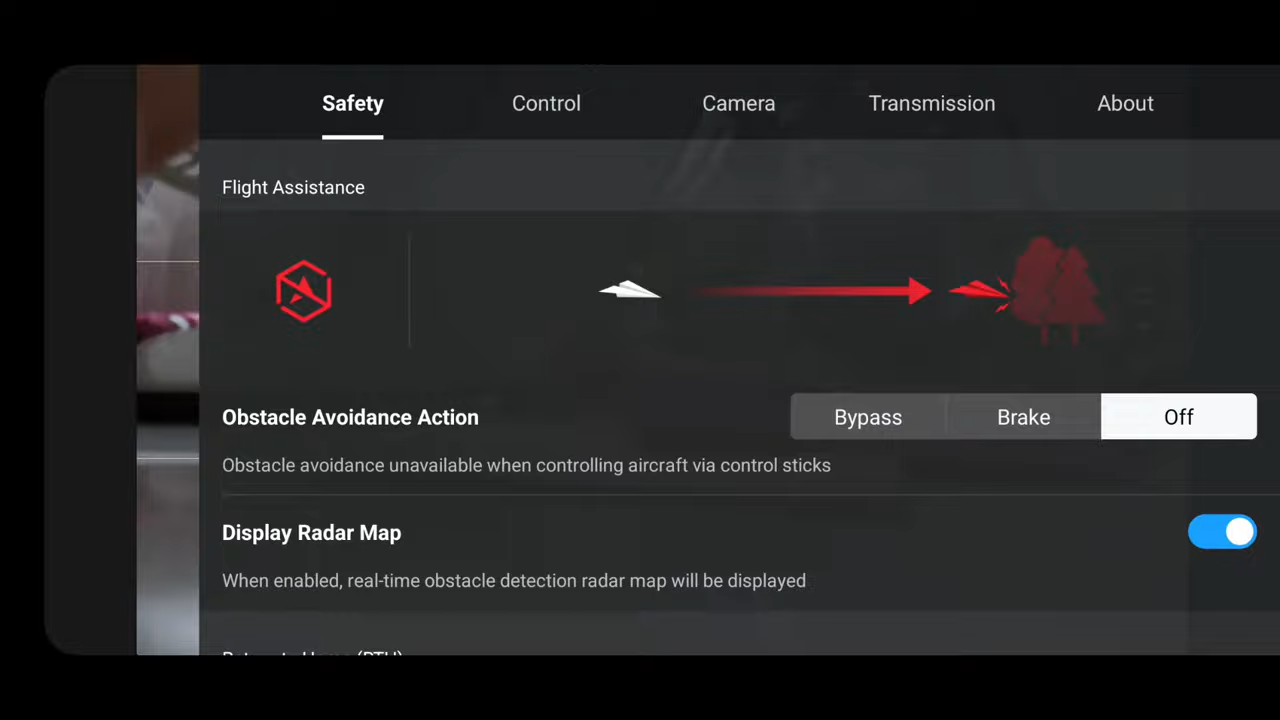 Safety Control Camera Transmission About
Flight Assistance
Obstacle Avoidance Action Bypass Brake Off
Obstacle avoidance unavailable when controlling aircraft via control sticks
Display Radar Map
When enabled, real-time obstacle detection radar map will be displayed